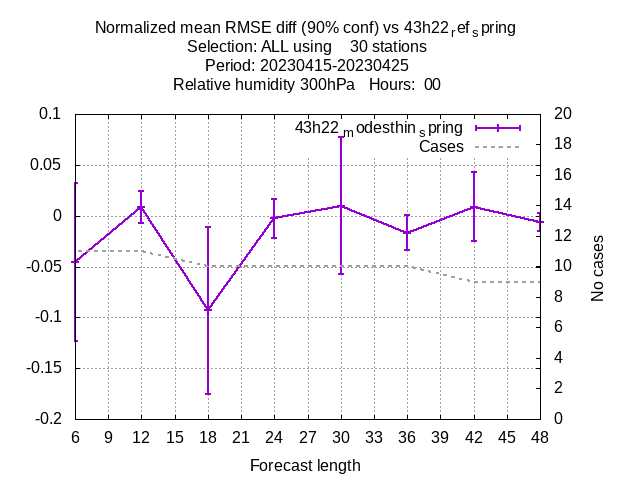 Normalized mean RMSE diff (90% conf) vs 43h22refspring
Selection: ALL using 30 stations
Period: 20230415-20230425
Relative humidity 300hPa Hours: 00
43h22modesthinspring
Cases
0.1
0.05
0
-0.05
-0.1
-0.15
-0.2
20
18
16
14
12
10
8
6
4
2
0
No cases
6 9 12 15 18 21 24 27 30 33 36 39 42 45 48
Forecast length